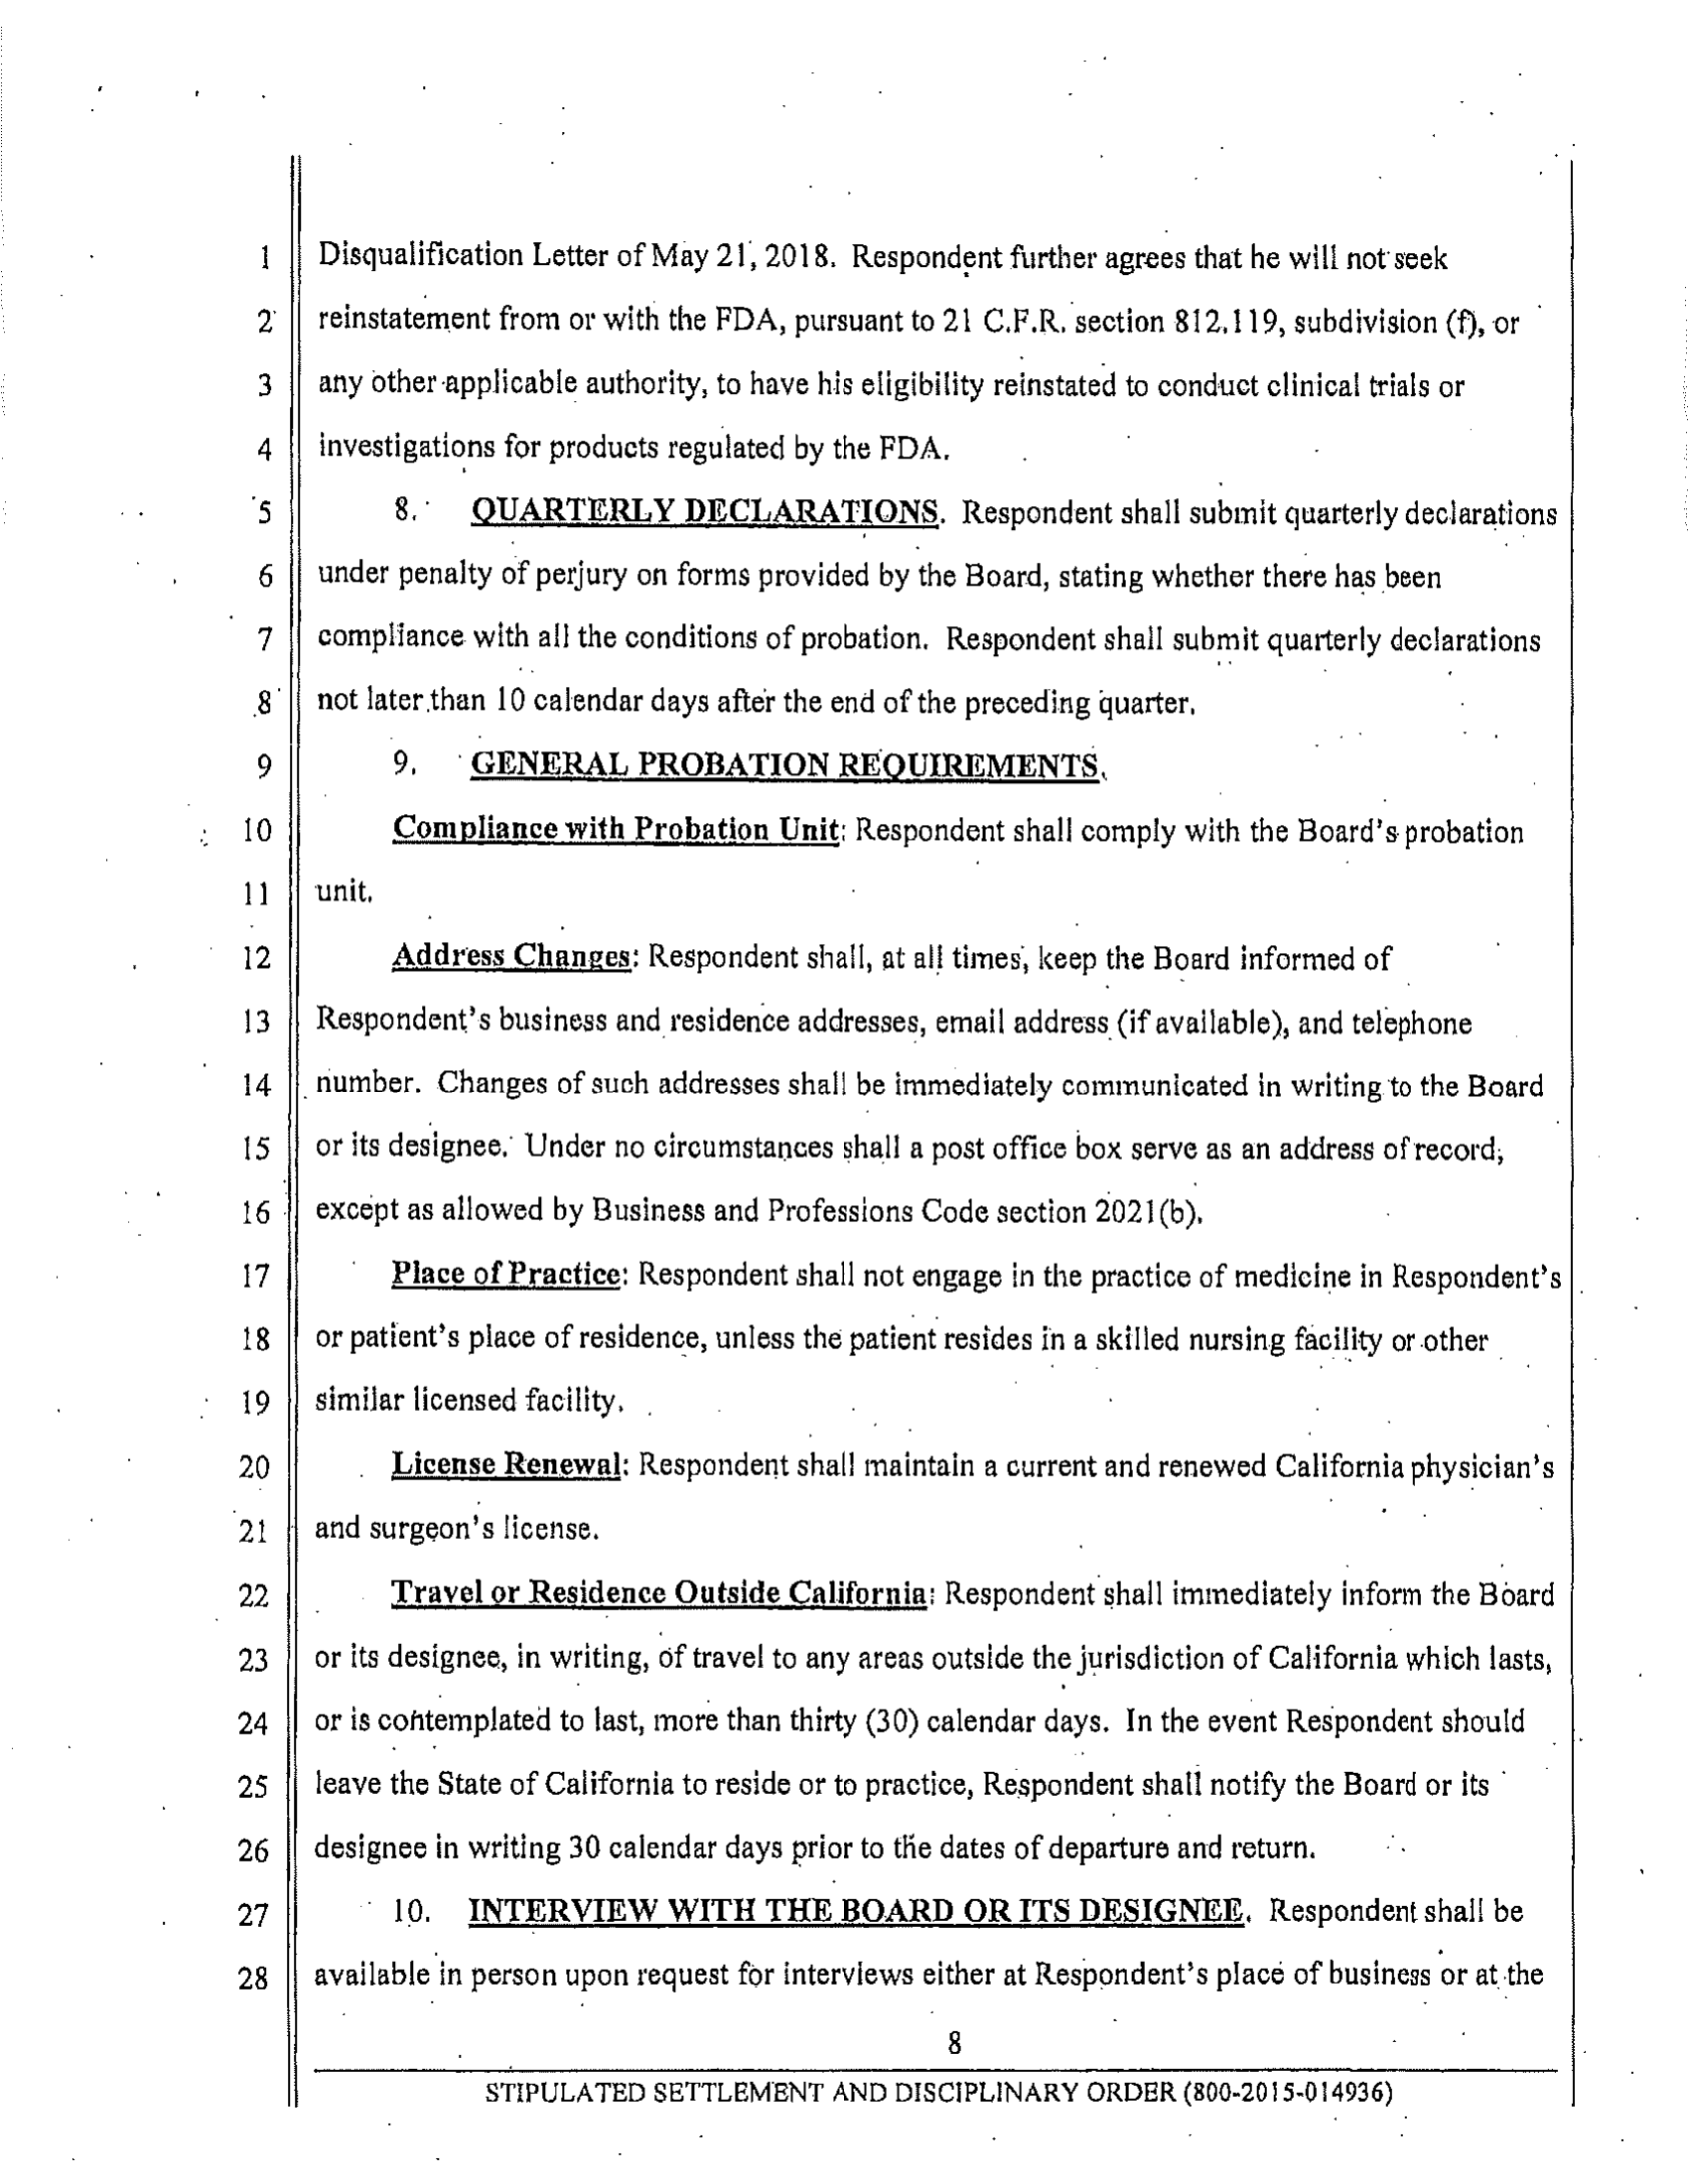 1 Disqualification Letter of May 21, 2018. Respondent further agrees that he will not seek
2 reinstatement from or with the FDA, pursuant to 21 C.F.R. section 812.119, subdivision (f), or
3 any other applicable authority, to have his eligibility reinstated to conduct clinical trials or
4 investigations for products regulated by the FDA.
5 8. QUARTERLY DECLARATIONS. Respondent shall submit quarterly declarations
6 under penalty of perjury on forms provided by the Board, stating whether there has been
7 compliance with all the conditions of probation. Respondent shall submit quarterly declarations
8 not later than 10 calendar days after the end of the preceding quarter.
9 9. GENERAL PROBATION REQUIREMENTS.
10 Compliance with Probation Unit: Respondent shall comply with the Board's probation
11 unit.
12 Address Changes: Respondent shall, at all times, keep the Board informed of
13 Respondent's business and residence addresses, email address (if available), and telephone
14 number. Changes of such addresses shall be immediately communicated in writing to the Board
15 or its designee. Under no circumstances shall a post office box serve as an address of record,
16 except as allowed by Business and Professions Code section 2021(b).
17 Place of Practice: Respondent shall not engage in the practice of medicine in Respondent's
18 or patient's place of residence, unless the patient resides in a skilled nursing facility or other
19 similar licensed facility.
20 License Renewal: Respondent shall maintain a current and renewed California physician's
21 and surgeon's license.
22 Travel or Residence Outside California: Respondent shall immediately inform the Board
23 or its designee, in writing, of travel to any areas outside the jurisdiction of California which lasts,
24 or is contemplated to last, more than thirty (30) calendar days. In the event Respondent should
25 leave the State of California to reside or to practice, Respondent shall notify the Board or its
26 designee in writing 30 calendar days prior to the dates of departure and return.
27 10. INTERVIEW WITH THE BOARD OR ITS DESIGNEE. Respondent shall be
28 available in person upon request for interviews either at Respondent's place of business or at the
8
STIPULATED SETTLEMENT AND DISCIPLINARY ORDER (800-2015-014936)